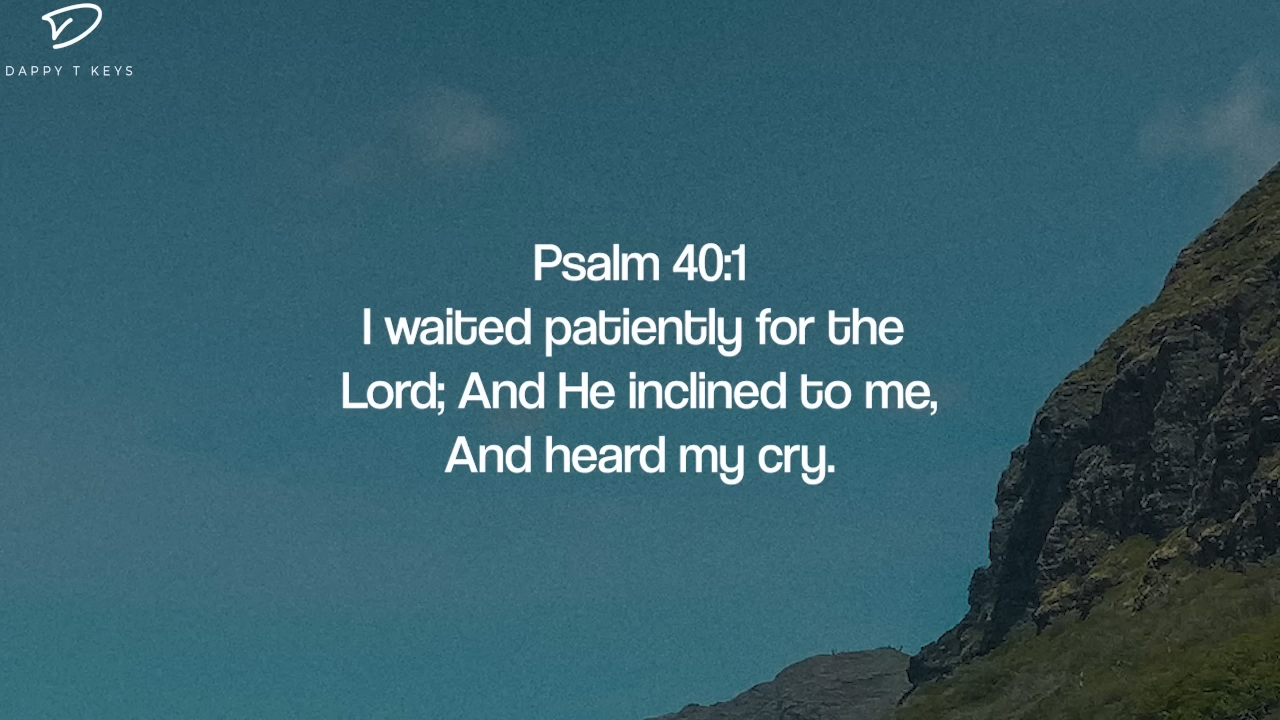 DAPPY T KEYS
Psalm 40:1
I waited patiently for the
Lord; And He inclined to me,
And heard my cry.